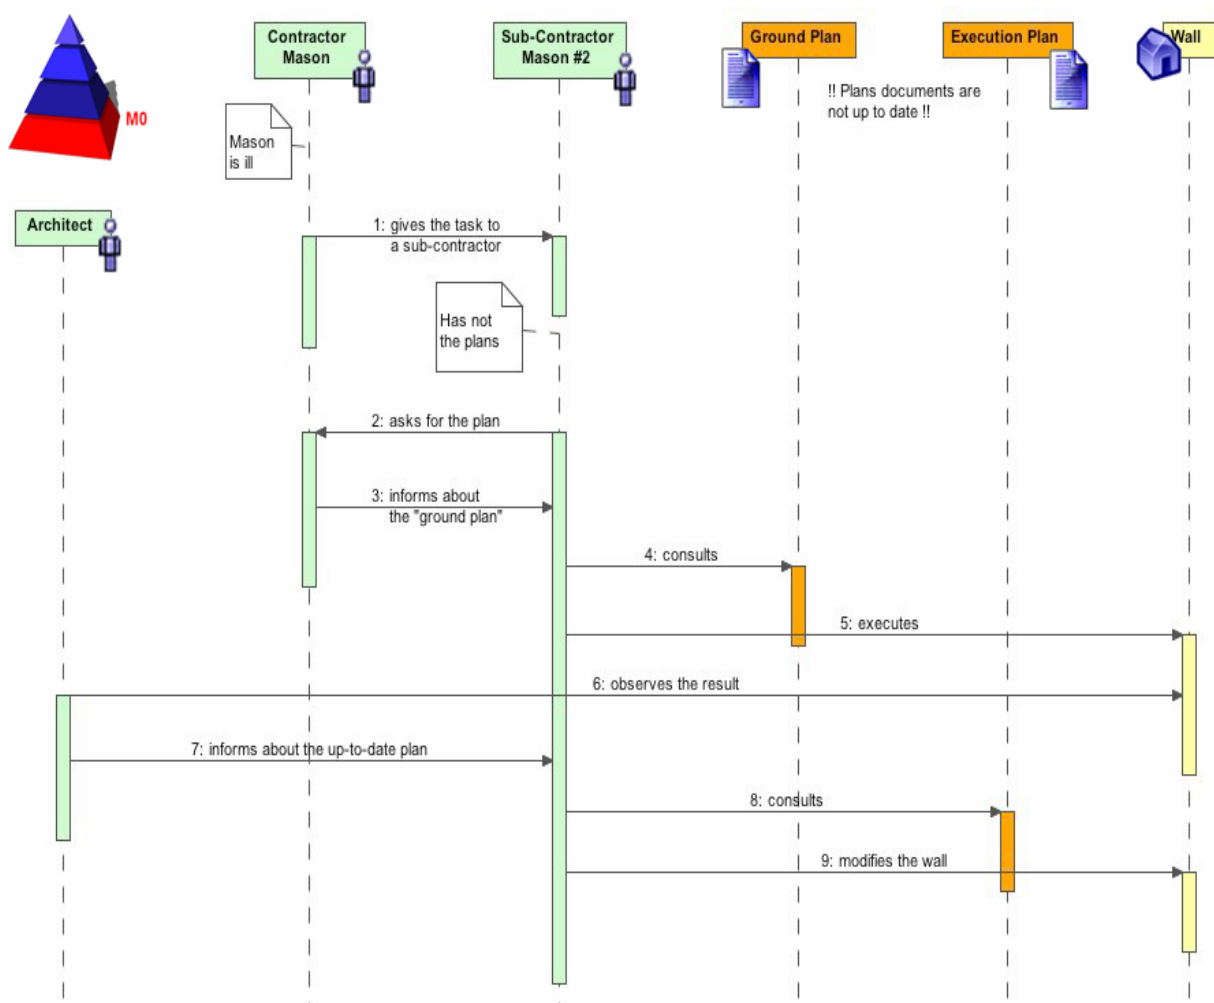 Contractor
Mason
Sub-Contractor
Mason #2
Ground Plan
Execution Plan
Wall
!! Plans documents are
not up to date !!
M0
Mason
is ill
Architect
1: gives the task to
a sub-contractor
Has not
the plans
2: asks for the plan
3: informs about
the "ground plan"
4: consults
5: executes
6: observes the result
7: informs about the up-to-date plan
8: consults
9: modifies the wall